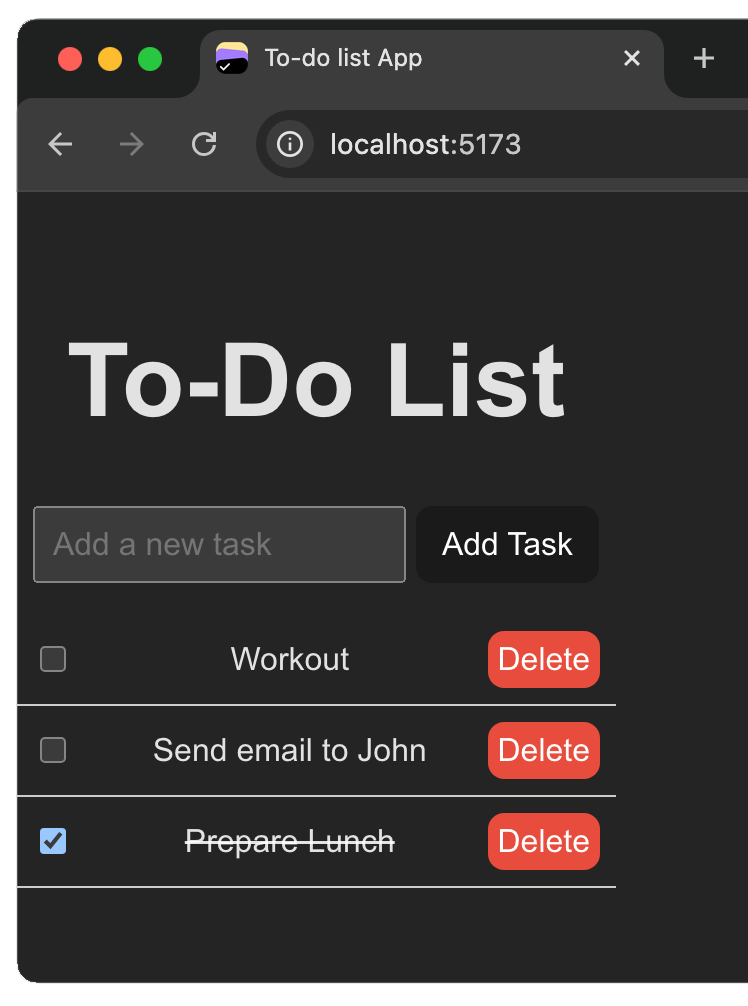 To-do list App
localhost:5173
To-Do List
Add a new task Add Task
Workout Delete
Send email to John Delete
Prepare Lunch Delete